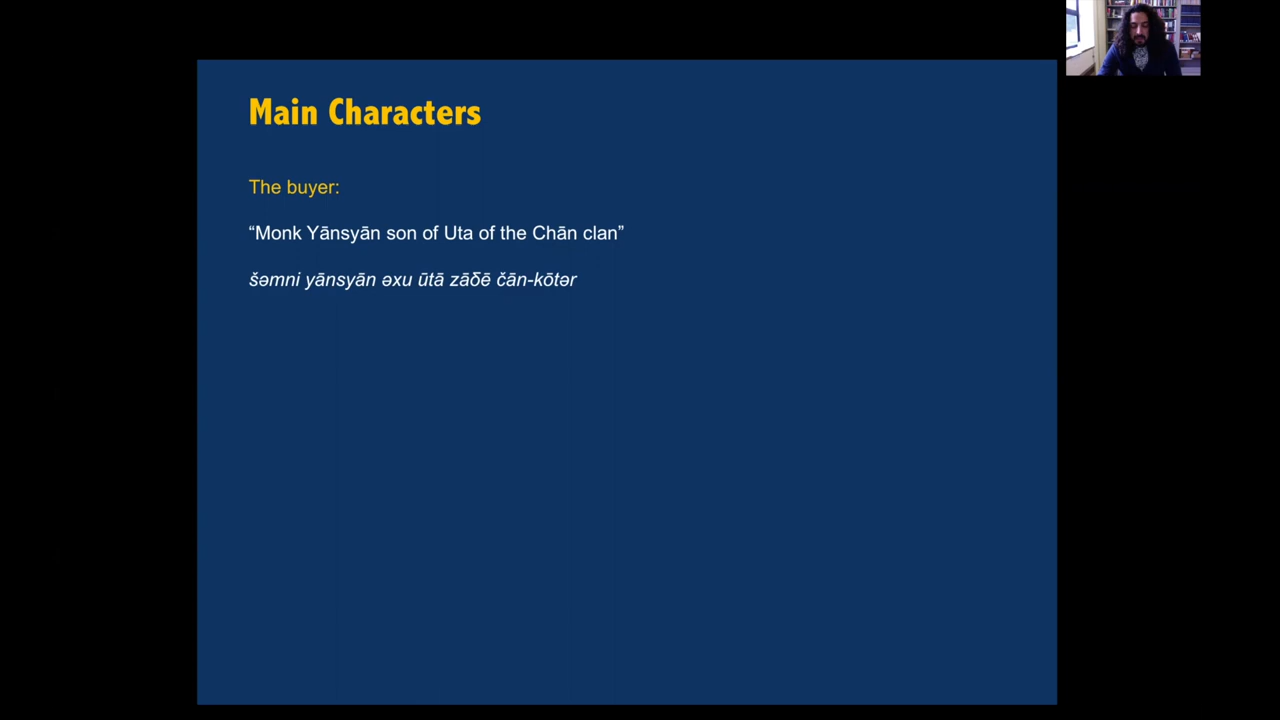 Main Characters
The buyer:
“Monk Yānsyān son of Uta of the Chān clan”
šəmni yānsyān əxu ūtā zāδē čān-kōtər